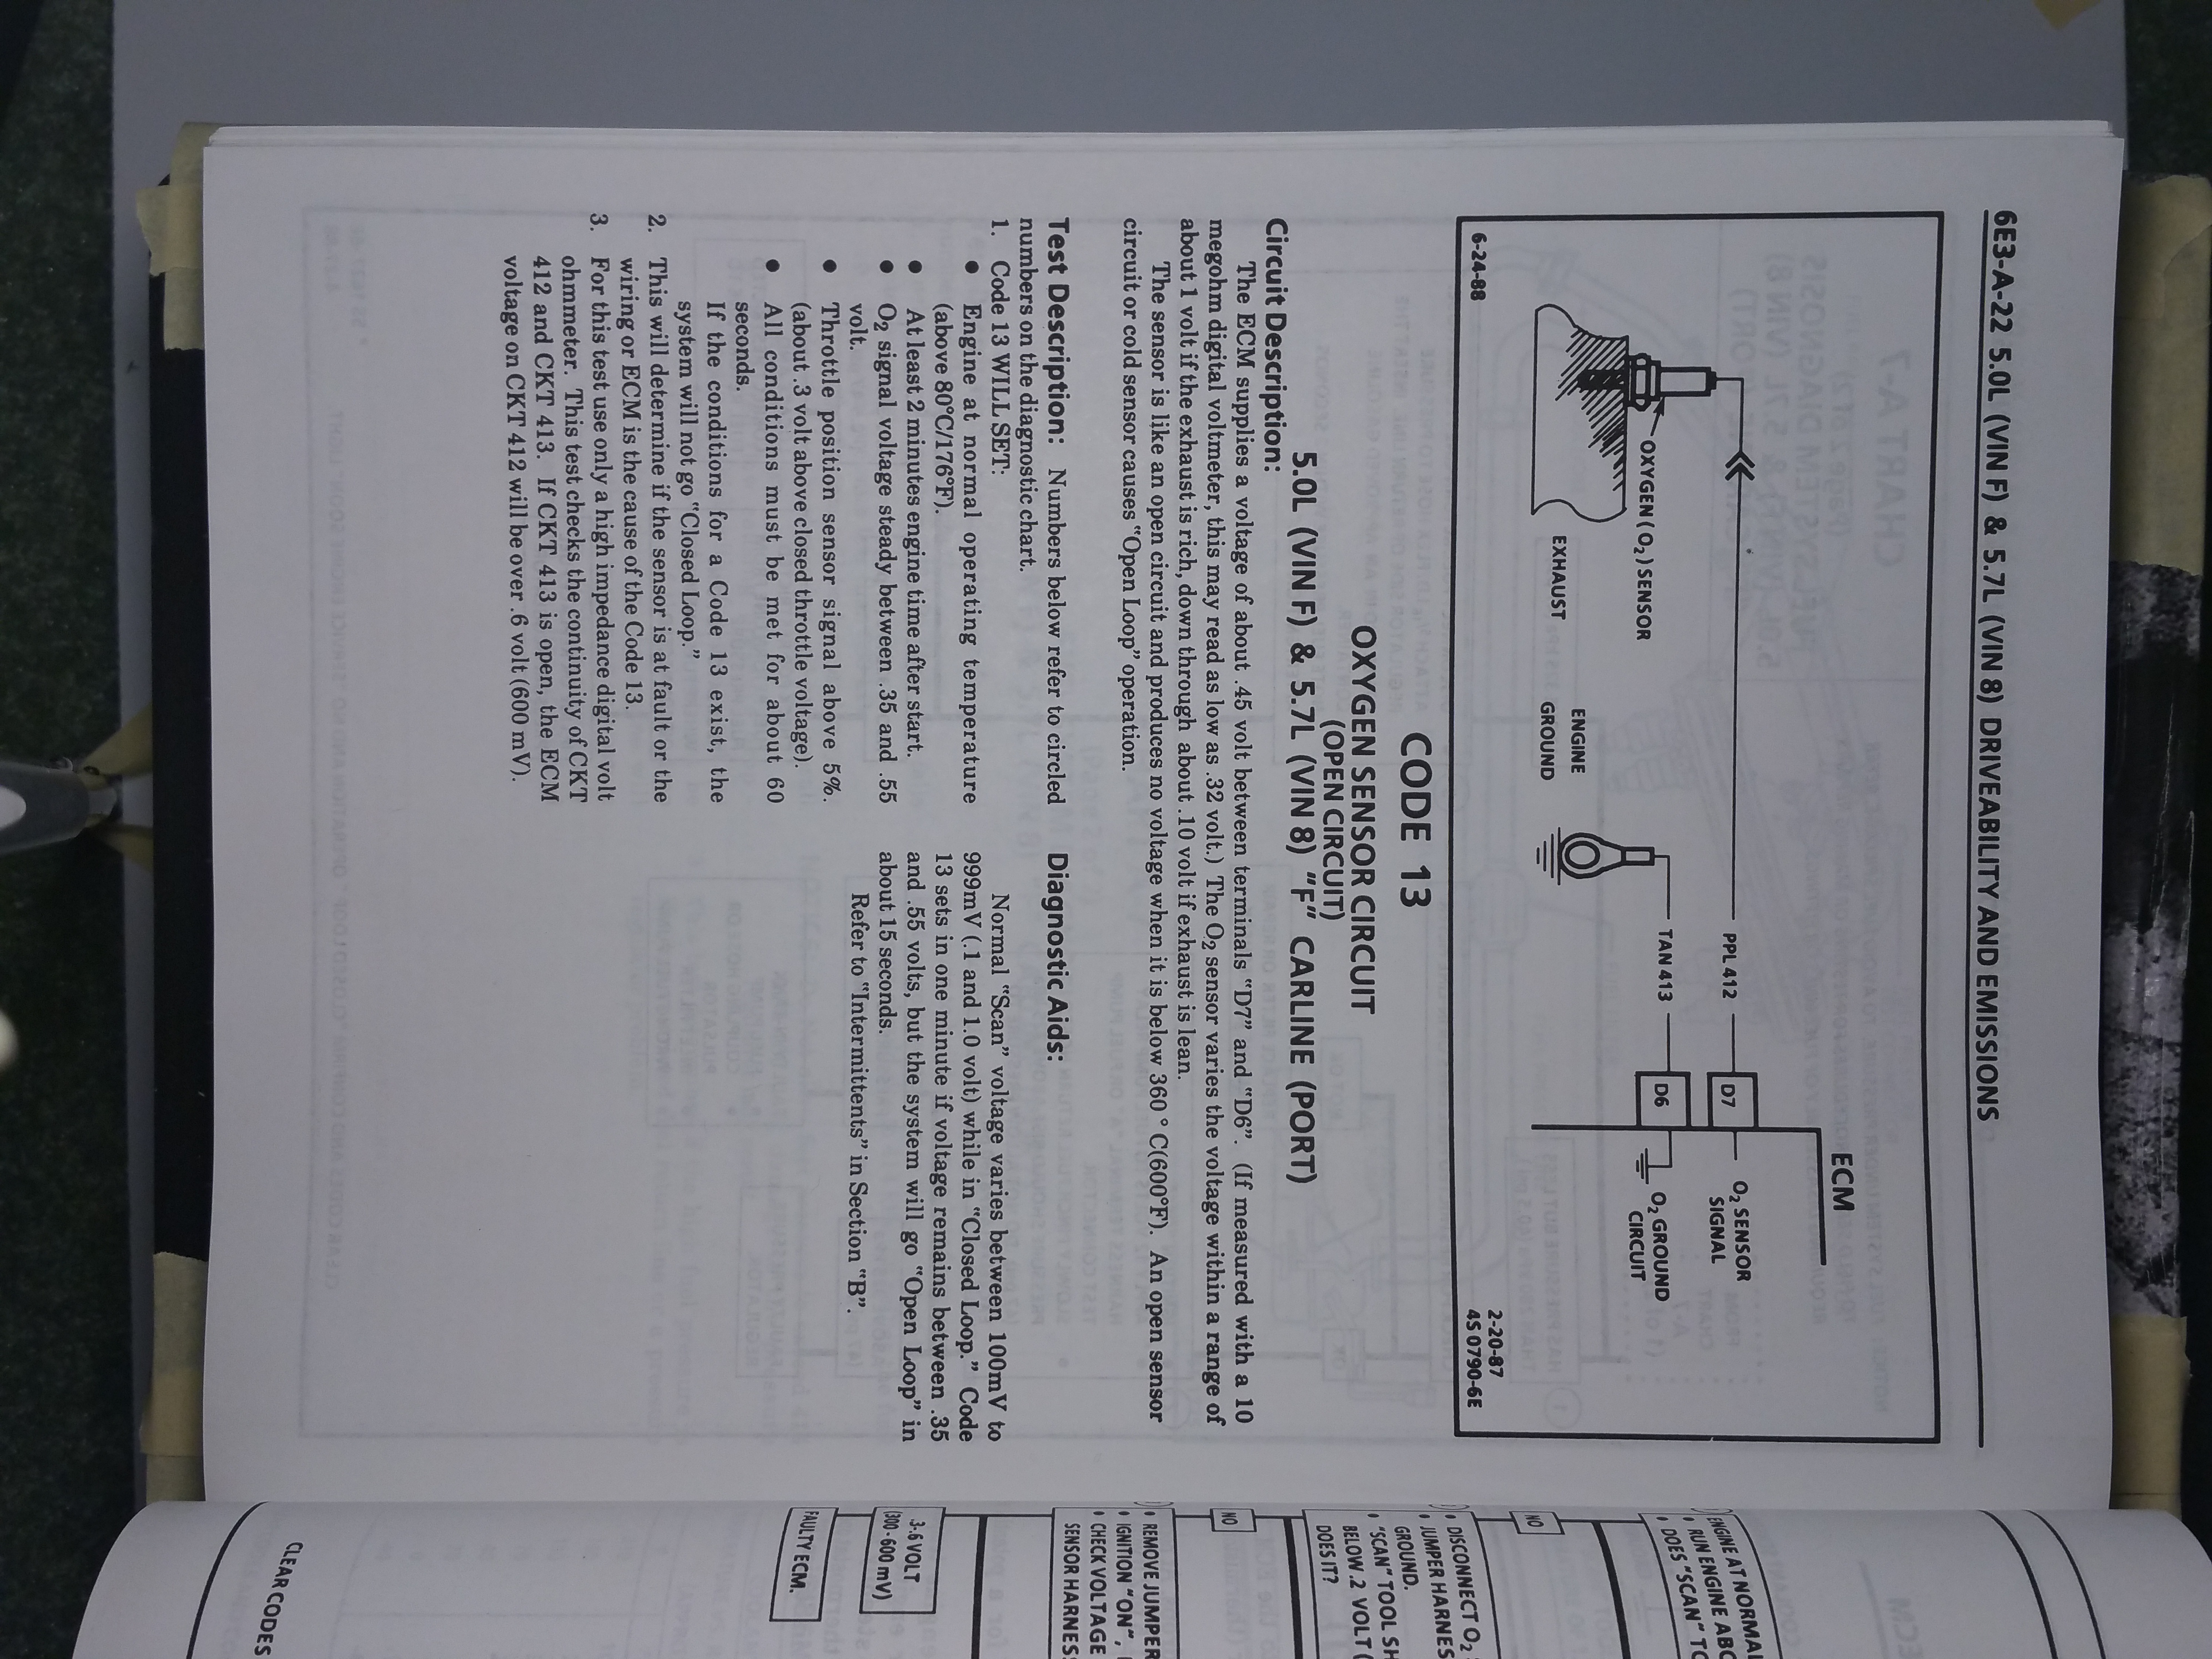 6E3-A-22 5.0L (VIN F) & 5.7L (VIN 8) DRIVEABILITY AND EMISSIONS
ECM
OXYGEN (O2) SENSOR
EXHAUST
ENGINE
GROUND
PPL 412
TAN 413
D7
D6
O2 SENSOR
SIGNAL
O2 GROUND
CIRCUIT
6-24-88
2-20-87
4S 0790-6E
CODE 13
OXYGEN SENSOR CIRCUIT
(OPEN CIRCUIT)
5.0L (VIN F) & 5.7L (VIN 8) "F" CARLINE (PORT)
Circuit Description:
The ECM supplies a voltage of about .45 volt between terminals "D7" and "D6". (If measured with a 10
megohm digital voltmeter, this may read as low as .32 volt.) The O2 sensor varies the voltage within a range of
about 1 volt if the exhaust is rich, down through about .10 volt if exhaust is lean.
The sensor is like an open circuit and produces no voltage when it is below 360 ° C(600°F). An open sensor
circuit or cold sensor causes "Open Loop" operation.
Test Description: Numbers below refer to circled
numbers on the diagnostic chart.
1. Code 13 WILL SET:
● Engine at normal operating temperature
(above 80°C/176°F).
● At least 2 minutes engine time after start.
● O2 signal voltage steady between .35 and .55
volt.
● Throttle position sensor signal above 5%.
(about .3 volt above closed throttle voltage).
● All conditions must be met for about 60
seconds.
If the conditions for a Code 13 exist, the
system will not go "Closed Loop."
2. This will determine if the sensor is at fault or the
wiring or ECM is the cause of the Code 13.
3. For this test use only a high impedance digital volt
ohmmeter. This test checks the continuity of CKT
412 and CKT 413. If CKT 413 is open, the ECM
voltage on CKT 412 will be over .6 volt (600 mV).
Diagnostic Aids:
Normal "Scan" voltage varies between 100mV to
999mV (.1 and 1.0 volt) while in "Closed Loop." Code
13 sets in one minute if voltage remains between .35
and .55 volts, but the system will go "Open Loop" in
about 15 seconds.
Refer to "Intermittents" in Section "B".
ENGINE AT NORMAL
• RUN ENGINE ABO
• DOES "SCAN" TO
NO
• DISCONNECT O2
• JUMPER HARNES
GROUND.
• "SCAN" TOOL SH
BELOW .2 VOLT (
DOES IT?
NO
• REMOVE JUMPER
• IGNITION "ON",
• CHECK VOLTAGE
SENSOR HARNES
.3-.6 VOLT
(300 - 600 mV)
FAULTY ECM.
CLEAR CODES